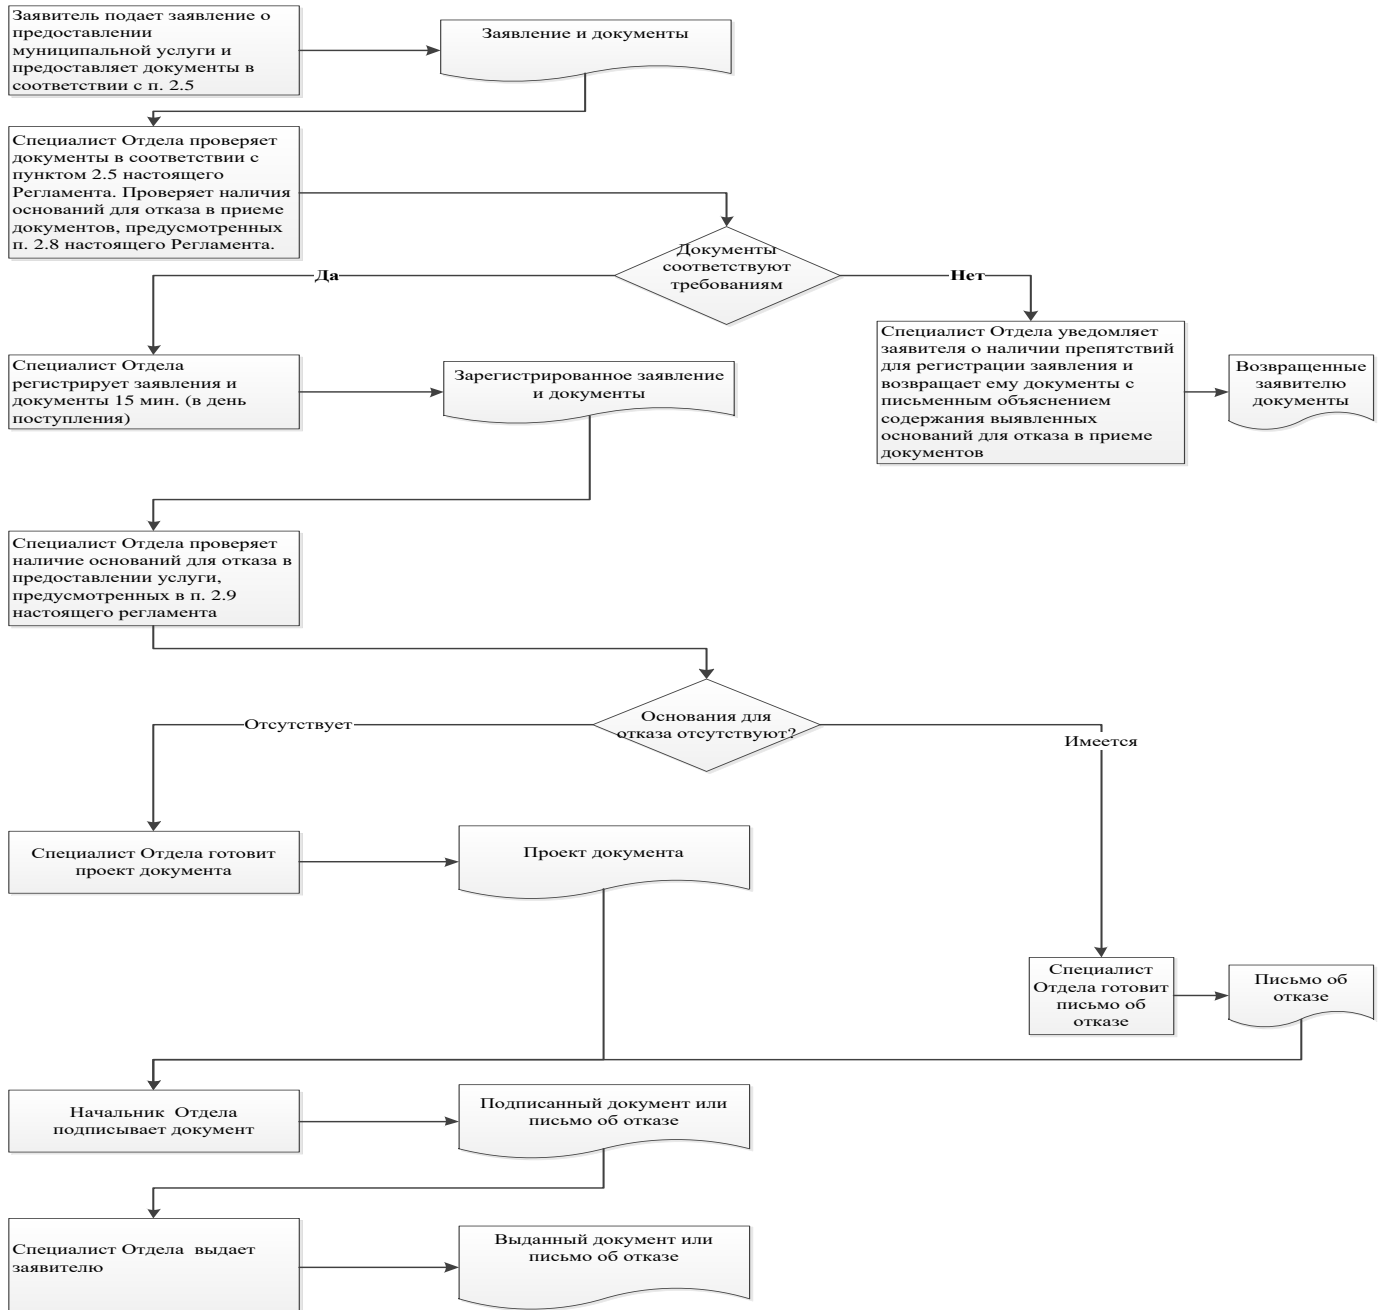 Заявитель подает заявление о
предоставлении
муниципальной услуги и
предоставляет документы в
соответствии с п. 2.5
Заявление и документы
Специалист Отдела проверяет
документы в соответствии с
пунктом 2.5 настоящего
Регламента. Проверяет наличия
оснований для отказа в приеме
документов, предусмотренных
п. 2.8 настоящего Регламента.
Документы
соответствуют
требованиям
Да
Нет
Специалист Отдела
регистрирует заявления и
документы 15 мин. (в день
поступления)
Зарегистрированное заявление
и документы
Специалист Отдела уведомляет
заявителя о наличии препятствий
для регистрации заявления и
возвращает ему документы с
письменным объяснением
содержания выявленных
оснований для отказа в приеме
документов
Возвращенные
заявителю
документы
Специалист Отдела проверяет
наличие оснований для отказа в
предоставлении услуги,
предусмотренных в п. 2.9
настоящего регламента
Основания для
отказа отсутствуют?
Отсутствует
Имеется
Специалист Отдела готовит
проект документа
Проект документа
Специалист
Отдела готовит
письмо об
отказе
Письмо об
отказе
Начальник  Отдела
подписывает документ
Подписанный документ или
письмо об отказе
Специалист Отдела  выдает
заявителю
Выданный документ или
письмо об отказе